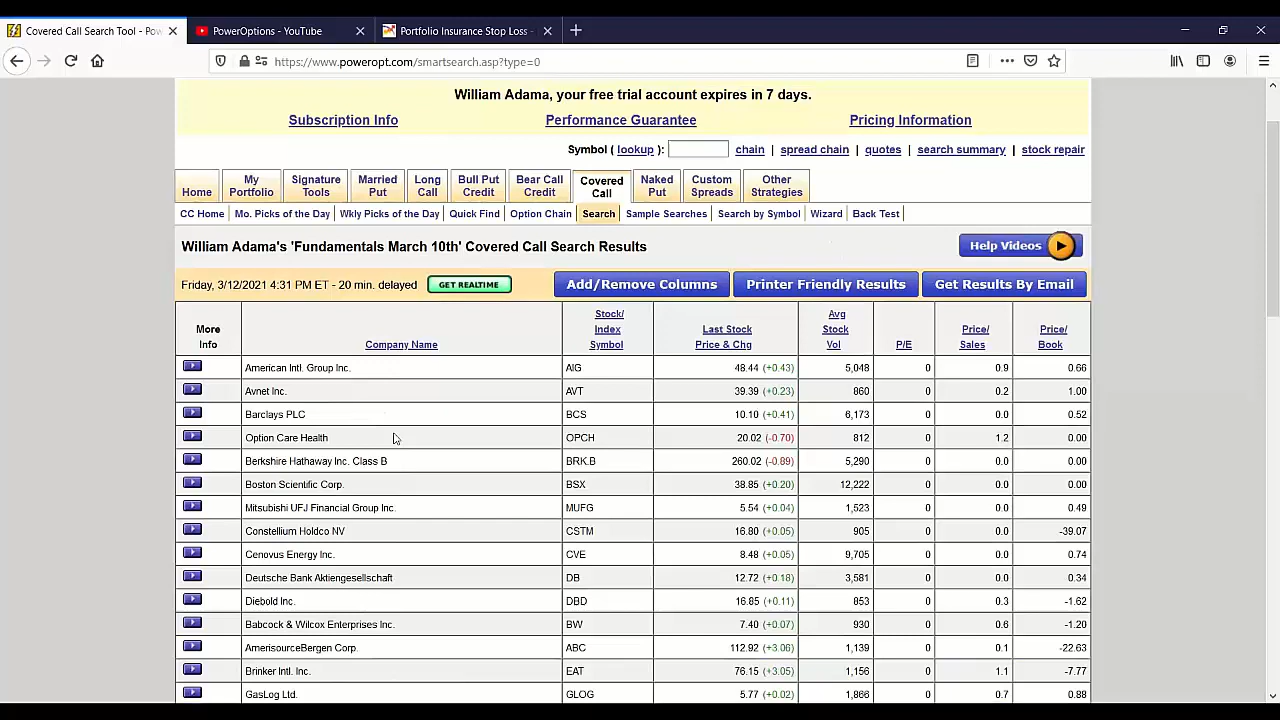 Covered Call Search Tool - Pow
PowerOptions - YouTube
Portfolio Insurance Stop Loss -
https://www.poweropt.com/smartsearch.asp?type=0
William Adama, your free trial account expires in 7 days.
Subscription Info Performance Guarantee Pricing Information
Symbol ( lookup ): chain | spread chain | quotes | search summary | stock repair
Home My Portfolio Signature Tools Married Put Long Call Bull Put Credit Bear Call Credit Covered Call Naked Put Custom Spreads Other Strategies
CC Home Mo. Picks of the Day Wkly Picks of the Day Quick Find Option Chain Search Sample Searches Search by Symbol Wizard Back Test
William Adama's 'Fundamentals March 10th' Covered Call Search Results Help Videos
Friday, 3/12/2021 4:31 PM ET - 20 min. delayed GET REALTIME Add/Remove Columns Printer Friendly Results Get Results By Email
More Info Company Name Stock/ Index Symbol Last Stock Price & Chg Avg Stock Vol P/E Price/ Sales Price/ Book
American Intl. Group Inc. AIG 48.44 (+0.43) 5,048 0 0.9 0.66
Avnet Inc. AVT 39.39 (+0.23) 860 0 0.2 1.00
Barclays PLC BCS 10.10 (+0.41) 6,173 0 0.0 0.52
Option Care Health OPCH 20.02 (-0.70) 812 0 1.2 0.00
Berkshire Hathaway Inc. Class B BRK.B 260.02 (-0.89) 5,290 0 0.0 0.00
Boston Scientific Corp. BSX 38.85 (+0.20) 12,222 0 0.0 0.00
Mitsubishi UFJ Financial Group Inc. MUFG 5.54 (+0.04) 1,523 0 0.0 0.49
Constellium Holdco NV CSTM 16.80 (+0.05) 905 0 0.0 -39.07
Cenovus Energy Inc. CVE 8.48 (+0.05) 9,705 0 0.0 0.74
Deutsche Bank Aktiengesellschaft DB 12.72 (+0.18) 3,581 0 0.0 0.34
Diebold Inc. DBD 16.85 (+0.11) 853 0 0.3 -1.62
Babcock & Wilcox Enterprises Inc. BW 7.40 (+0.07) 930 0 0.6 -1.20
AmerisourceBergen Corp. ABC 112.92 (+3.06) 1,139 0 0.1 -22.63
Brinker Intl. Inc. EAT 76.15 (+3.05) 1,156 0 1.1 -7.77
GasLog Ltd. GLOG 5.77 (+0.02) 1,866 0 0.7 0.88